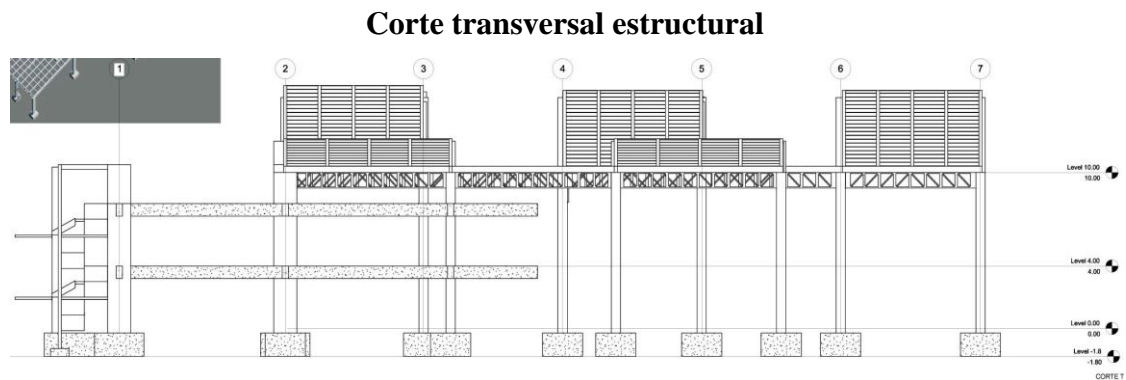 Corte transversal estructural
1 2 3 4 5 6 7
Level 10.00
10.00
Level 4.00
4.00
Level 0.00
0.00
Level -1.8
-1.80
CORTE T